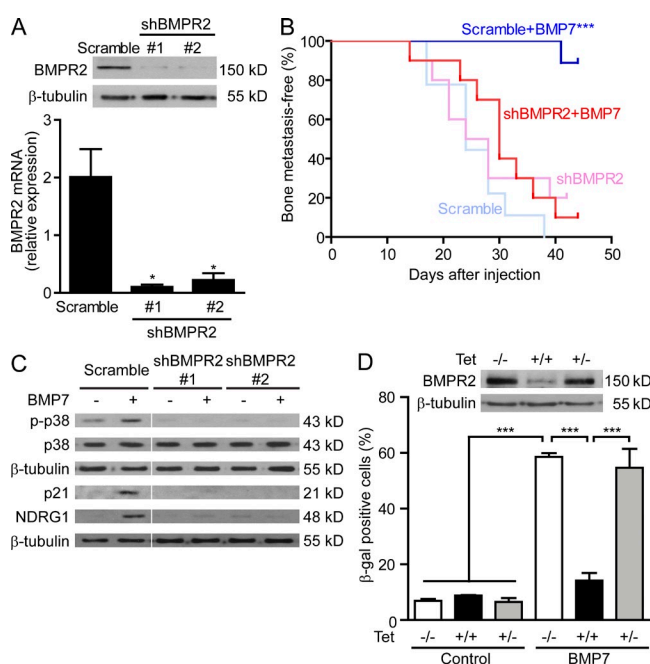 A
shBMPR2
Scramble #1 #2
BMPR2 150 kD
β-tubulin 55 kD
BMPR2 mRNA
(relative expression)
3
2
1
0
* *
Scramble #1 #2
shBMPR2
B
Bone metastasis-free (%)
100
80
60
40
20
0
Scramble+BMP7***
shBMPR2+BMP7
shBMPR2
Scramble
0 10 20 30 40 50
Days after injection
C
Scramble shBMPR2 shBMPR2
#1 #2
BMP7 - + - + - +
p-p38 43 kD
p38 43 kD
β-tubulin 55 kD
p21 21 kD
NDRG1 48 kD
β-tubulin 55 kD
D
Tet -/- +/+ +/-
BMPR2 150 kD
β-tubulin 55 kD
β-gal positive cells (%)
80
60
40
20
0
*** *** ***
Tet -/- +/+ +/- -/- +/+ +/-
Control BMP7